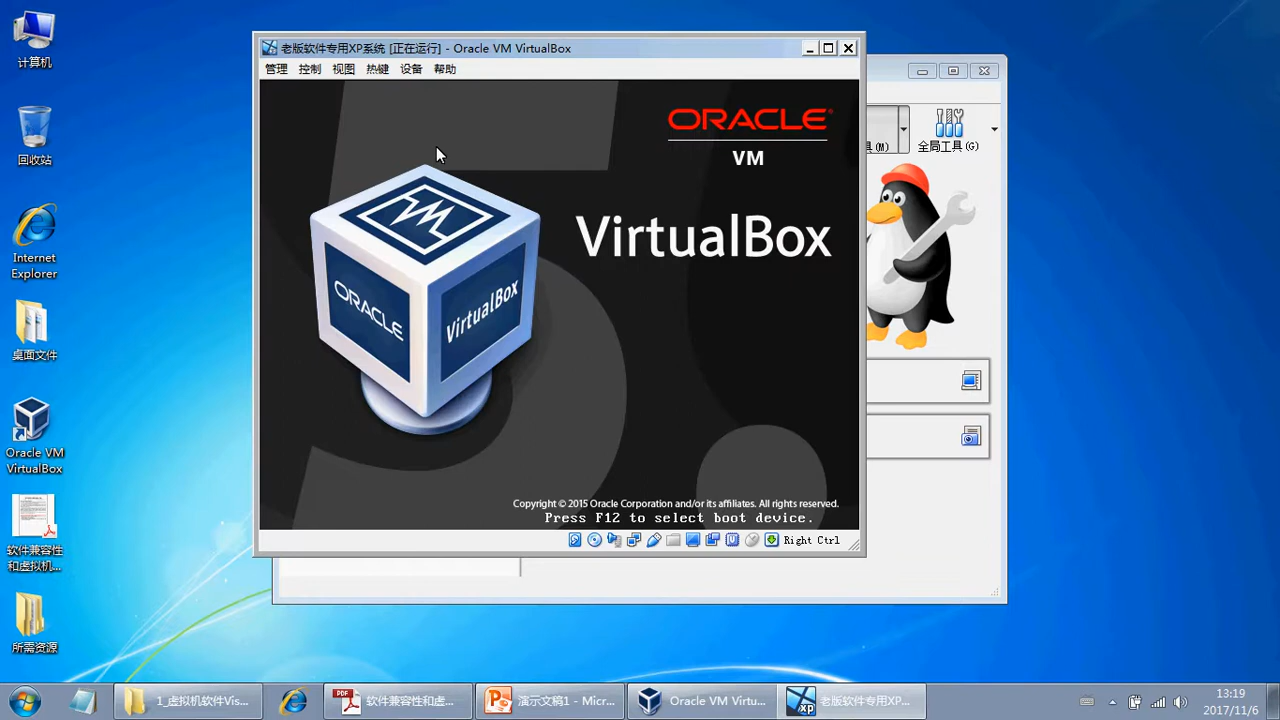 计算机
回收站
Internet
Explorer
桌面文件
Oracle VM
VirtualBox
软件兼容性
和虚拟机...
所需资源
老版软件专用XP系统 [正在运行] - Oracle VM VirtualBox
管理 控制 视图 热键 设备 帮助
ORACLE
VM
VirtualBox
VM
ORACLE
VirtualBox
Copyright © 2015 Oracle Corporation and/or its affiliates. All rights reserved.
Press F12 to select boot device.
Right Ctrl
具(M)
全局工具(G)
1_虚拟机软件Vis...
PDF
软件兼容性和虚...
演示文稿1 - Micr...
Oracle VM Virtu...
xp
老版软件专用XP...
13:19
2017/11/6